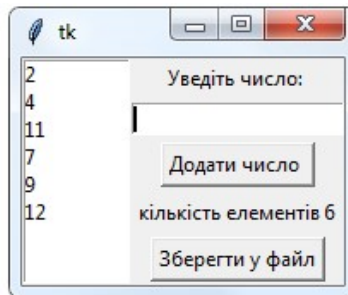 tk
2
4
11
7
9
12
Уведіть число:
Додати число
кількість елементів 6
Зберегти у файл